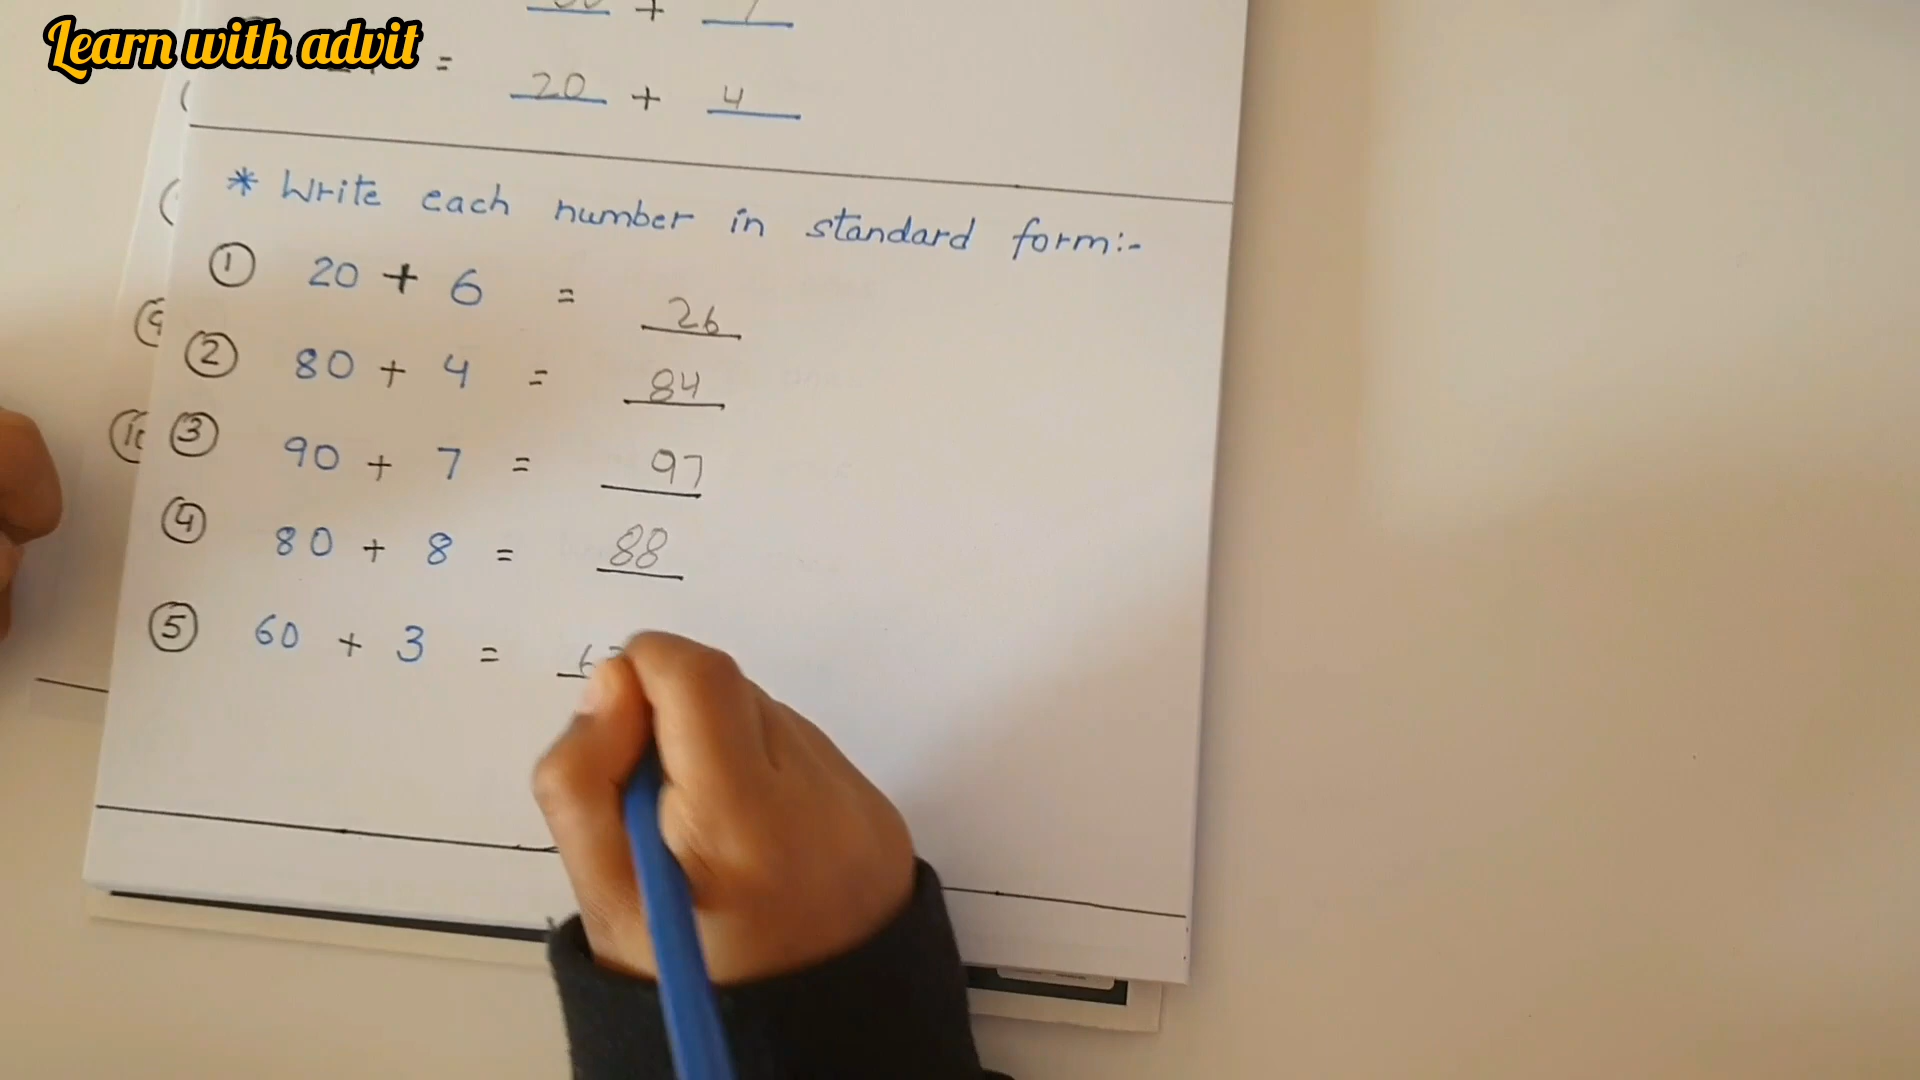 Learn with advit
+
= 20 + 4
* Write each number in standard form:-
① 20 + 6 = 26
② 80 + 4 = 84
③ 90 + 7 = 97
④ 80 + 8 = 88
⑤ 60 + 3 = 6